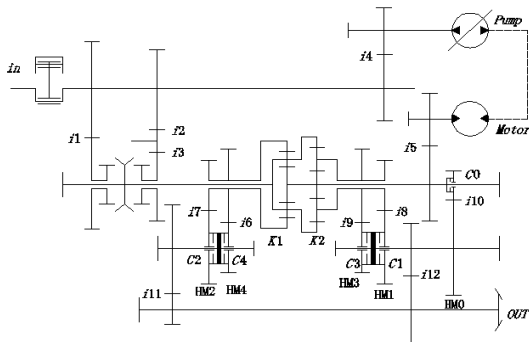 Pump
in
i4
Motor
i1
i2
i3
i5
C0
i10
i7
i6
K1
K2
i9
i8
C2
C4
C3
C1
i12
i11
HM2
HM4
HM3
HM1
HM0
OUT